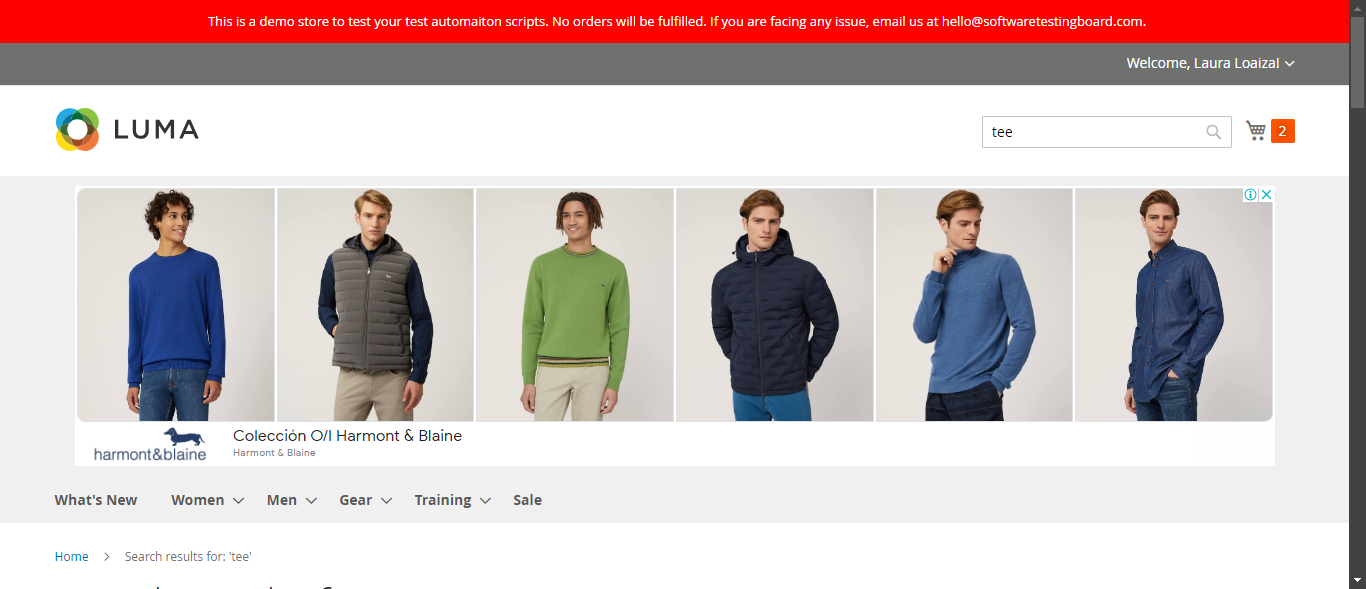 This is a demo store to test your test automaiton scripts. No orders will be fulfilled. If you are facing any issue, email us at hello@softwaretestingboard.com.
Welcome, Laura Loaiza!
LUMA
tee
2
harmont&blaine
Colección O/I Harmont & Blaine
Harmont & Blaine
What's New Women Men Gear Training Sale
Home > Search results for: 'tee'